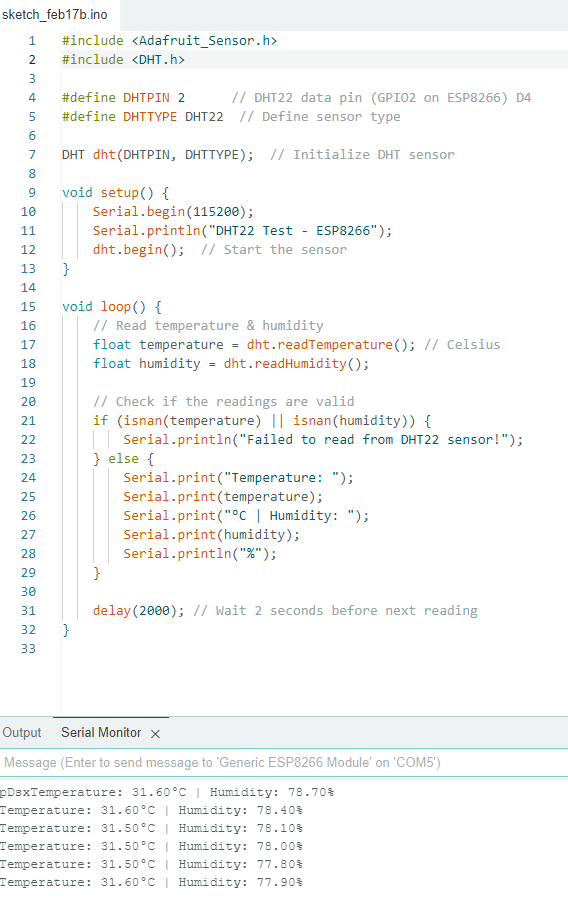 sketch_feb17b.ino
1 #include <Adafruit_Sensor.h>
2 #include <DHT.h>
3
4 #define DHTPIN 2      // DHT22 data pin (GPIO2 on ESP8266) D4
5 #define DHTTYPE DHT22  // Define sensor type
6
7 DHT dht(DHTPIN, DHTTYPE);  // Initialize DHT sensor
8
9 void setup() {
10     Serial.begin(115200);
11     Serial.println("DHT22 Test - ESP8266");
12     dht.begin();  // Start the sensor
13 }
14
15 void loop() {
16     // Read temperature & humidity
17     float temperature = dht.readTemperature(); // Celsius
18     float humidity = dht.readHumidity();
19
20     // Check if the readings are valid
21     if (isnan(temperature) || isnan(humidity)) {
22         Serial.println("Failed to read from DHT22 sensor!");
23     } else {
24         Serial.print("Temperature: ");
25         Serial.print(temperature);
26         Serial.print("°C | Humidity: ");
27         Serial.print(humidity);
28         Serial.println("%");
29     }
30
31     delay(2000); // Wait 2 seconds before next reading
32 }
33
Output Serial Monitor ×
Message (Enter to send message to 'Generic ESP8266 Module' on 'COM5')
pDsxTemperature: 31.60°C | Humidity: 78.70%
Temperature: 31.60°C | Humidity: 78.40%
Temperature: 31.50°C | Humidity: 78.10%
Temperature: 31.50°C | Humidity: 78.00%
Temperature: 31.50°C | Humidity: 77.80%
Temperature: 31.60°C | Humidity: 77.90%